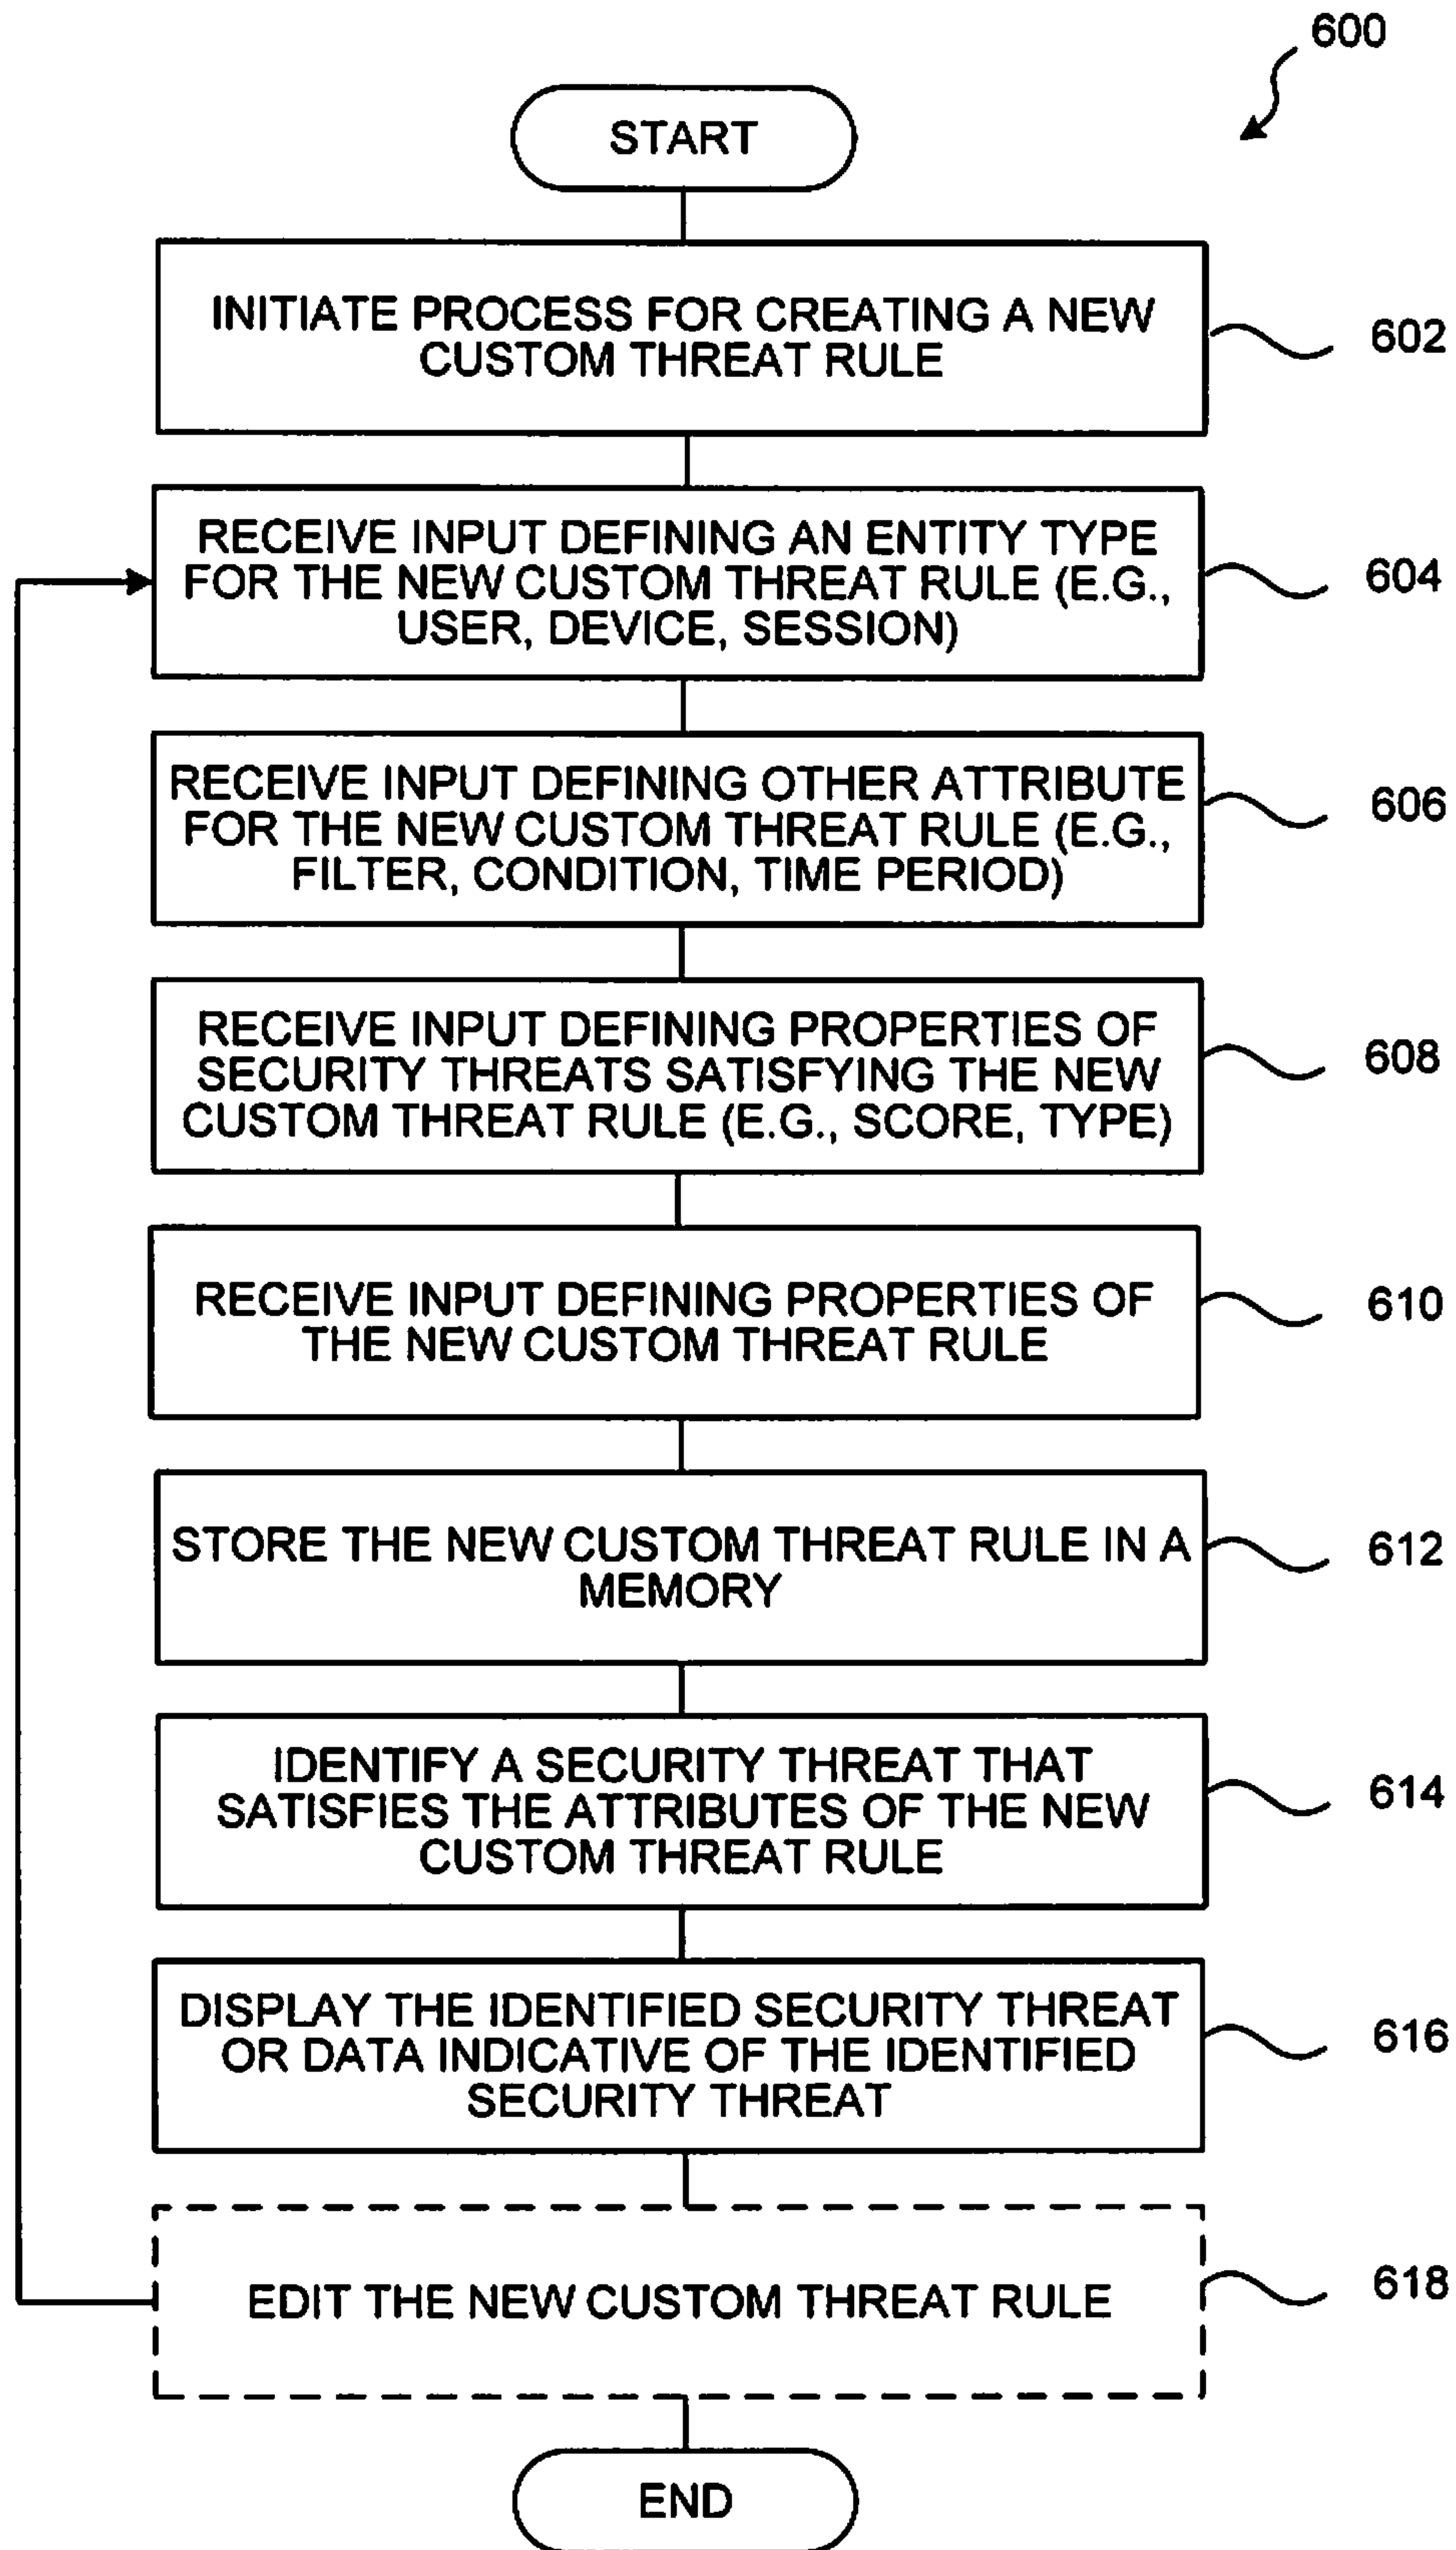 600
START
INITIATE PROCESS FOR CREATING A NEW
CUSTOM THREAT RULE
602
RECEIVE INPUT DEFINING AN ENTITY TYPE
FOR THE NEW CUSTOM THREAT RULE (E.G.,
USER, DEVICE, SESSION)
604
RECEIVE INPUT DEFINING OTHER ATTRIBUTE
FOR THE NEW CUSTOM THREAT RULE (E.G.,
FILTER, CONDITION, TIME PERIOD)
606
RECEIVE INPUT DEFINING PROPERTIES OF
SECURITY THREATS SATISFYING THE NEW
CUSTOM THREAT RULE (E.G., SCORE, TYPE)
608
RECEIVE INPUT DEFINING PROPERTIES OF
THE NEW CUSTOM THREAT RULE
610
STORE THE NEW CUSTOM THREAT RULE IN A
MEMORY
612
IDENTIFY A SECURITY THREAT THAT
SATISFIES THE ATTRIBUTES OF THE NEW
CUSTOM THREAT RULE
614
DISPLAY THE IDENTIFIED SECURITY THREAT
OR DATA INDICATIVE OF THE IDENTIFIED
SECURITY THREAT
616
EDIT THE NEW CUSTOM THREAT RULE
618
END